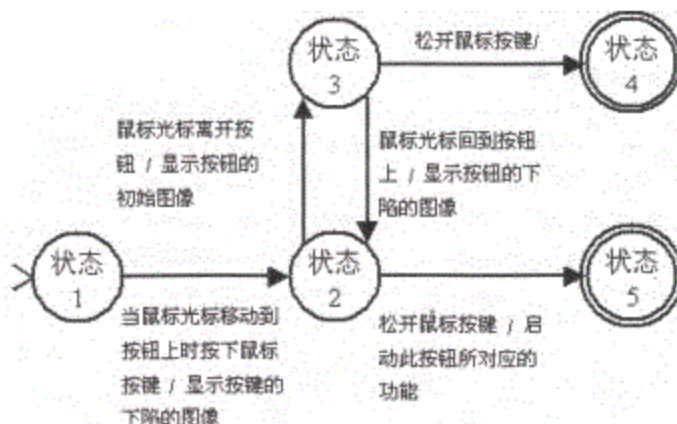 状态
3
松开鼠标按键/
状态
4
鼠标光标离开按
钮 / 显示按钮的
初始图像
鼠标光标回到按钮
上 / 显示按钮的下
陷的图像
状态
1
状态
2
状态
5
当鼠标光标移动到
按钮上时按下鼠标
按键 / 显示按键的
下陷的图像
松开鼠标按键 / 启
动此按钮所对应的
功能